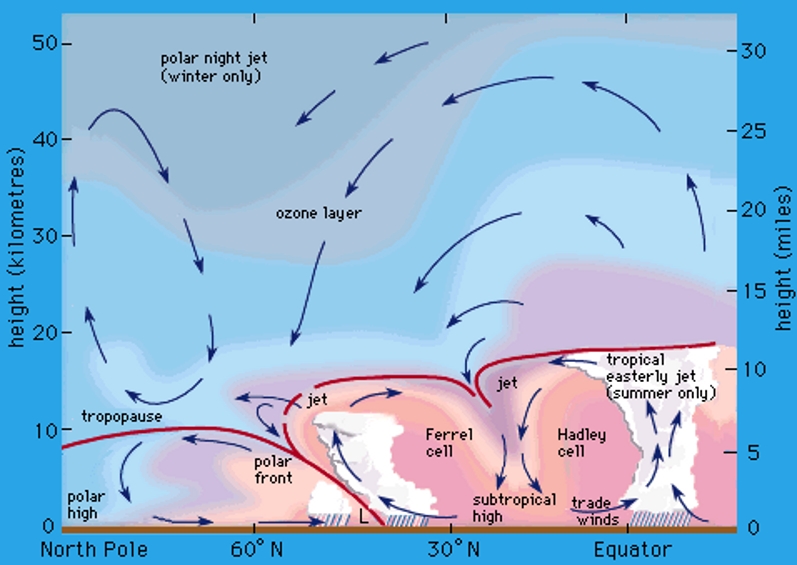 50
40
30
20
10
0
height (kilometres)
30
25
20
15
10
5
0
height (miles)
polar night jet
(winter only)
ozone layer
tropopause
polar
high
polar
front
jet
L
Ferrel
cell
jet
subtropical
high
Hadley
cell
trade
winds
tropical
easterly jet
(summer only)
North Pole
60°N
30°N
Equator